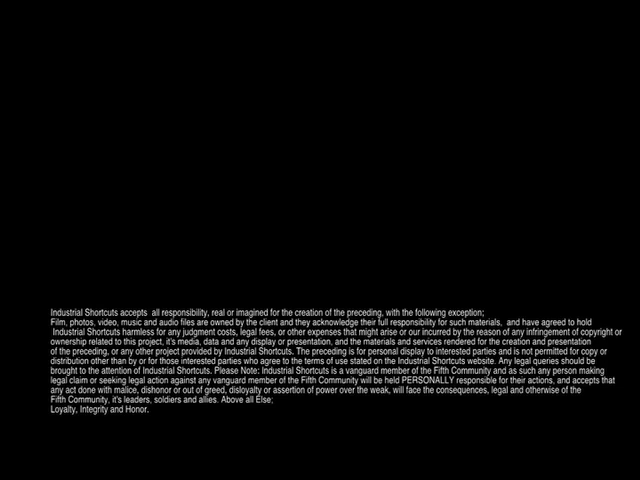 Industrial Shortcuts accepts  all responsibility, real or imagined for the creation of the preceding, with the following exception;
Film, photos, video, music and audio files are owned by the client and they acknowledge their full responsibility for such materials,  and have agreed to hold
Industrial Shortcuts harmless for any judgment costs, legal fees, or other expenses that might arise or our incurred by the reason of any infringement of copyright or
ownership related to this project, it's media, data and any display or presentation, and the materials and services rendered for the creation and presentation
of the preceding, or any other project provided by Industrial Shortcuts. The preceding is for personal display to interested parties and is not permitted for copy or
distribution other than by or for those interested parties who agree to the terms of use stated on the Industrial Shortcuts website. Any legal queries should be
brought to the attention of Industrial Shortcuts. Please Note: Industrial Shortcuts is a vanguard member of the Fifth Community and as such any person making
legal claim or seeking legal action against any vanguard member of the Fifth Community will be held PERSONALLY responsible for their actions, and accepts that
any act done with malice, dishonor or out of greed, disloyalty or assertion of power over the weak, will face the consequences, legal and otherwise of the
Fifth Community, it's leaders, soldiers and allies. Above all Else;
Loyalty, Integrity and Honor.